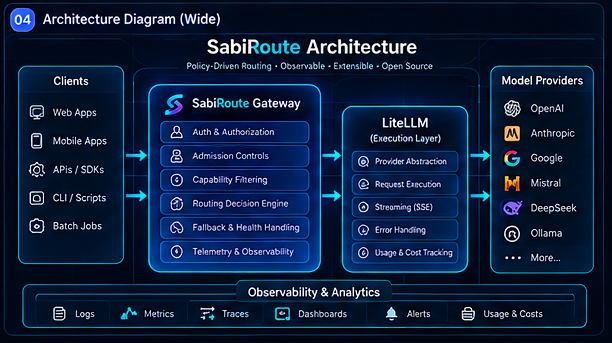 04 Architecture Diagram (Wide)
SabiRoute Architecture
Policy-Driven Routing • Observable • Extensible • Open Source
Clients
Web Apps
Mobile Apps
APIs / SDKs
CLI / Scripts
Batch Jobs
SabiRoute Gateway
Auth & Authorization
Admission Controls
Capability Filtering
Routing Decision Engine
Fallback & Health Handling
Telemetry & Observability
LiteLLM
(Execution Layer)
Provider Abstraction
Request Execution
Streaming (SSE)
Error Handling
Usage & Cost Tracking
Model Providers
OpenAI
Anthropic
Google
Mistral
DeepSeek
Ollama
More...
Observability & Analytics
Logs
Metrics
Traces
Dashboards
Alerts
Usage & Costs